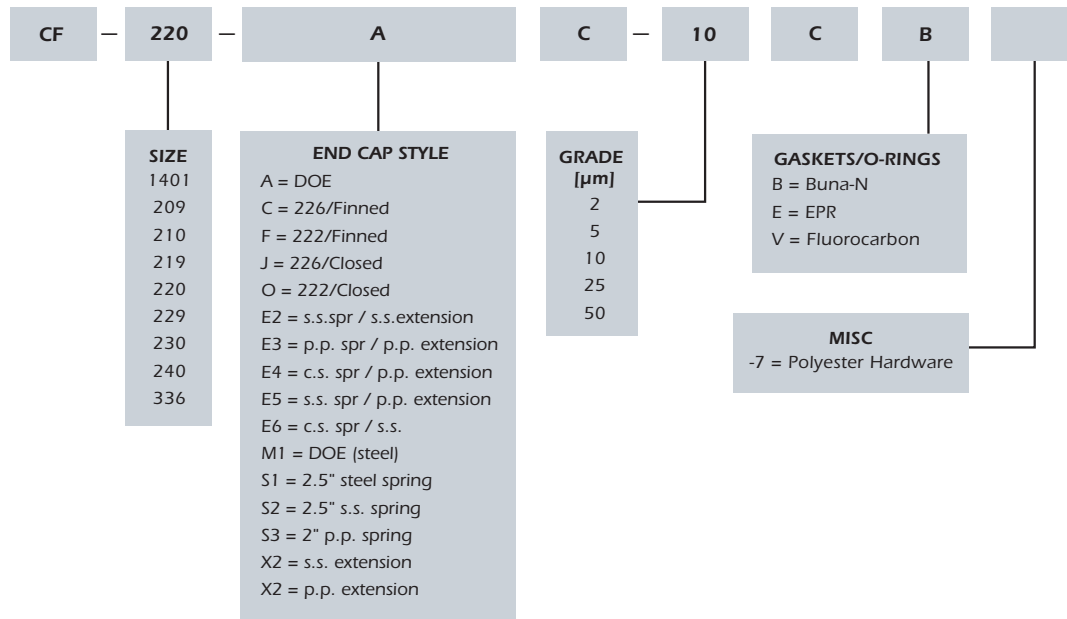 CF — 220 — A C — 10 C B
SIZE
1401
209
210
219
220
229
230
240
336
END CAP STYLE
A = DOE
C = 226/Finned
F = 222/Finned
J = 226/Closed
O = 222/Closed
E2 = s.s.spr / s.s.extension
E3 = p.p. spr / p.p. extension
E4 = c.s. spr / p.p. extension
E5 = s.s. spr / p.p. extension
E6 = c.s. spr / s.s.
M1 = DOE (steel)
S1 = 2.5" steel spring
S2 = 2.5" s.s. spring
S3 = 2" p.p. spring
X2 = s.s. extension
X2 = p.p. extension
GRADE
[µm]
2
5
10
25
50
GASKETS/O-RINGS
B = Buna-N
E = EPR
V = Fluorocarbon
MISC
-7 = Polyester Hardware